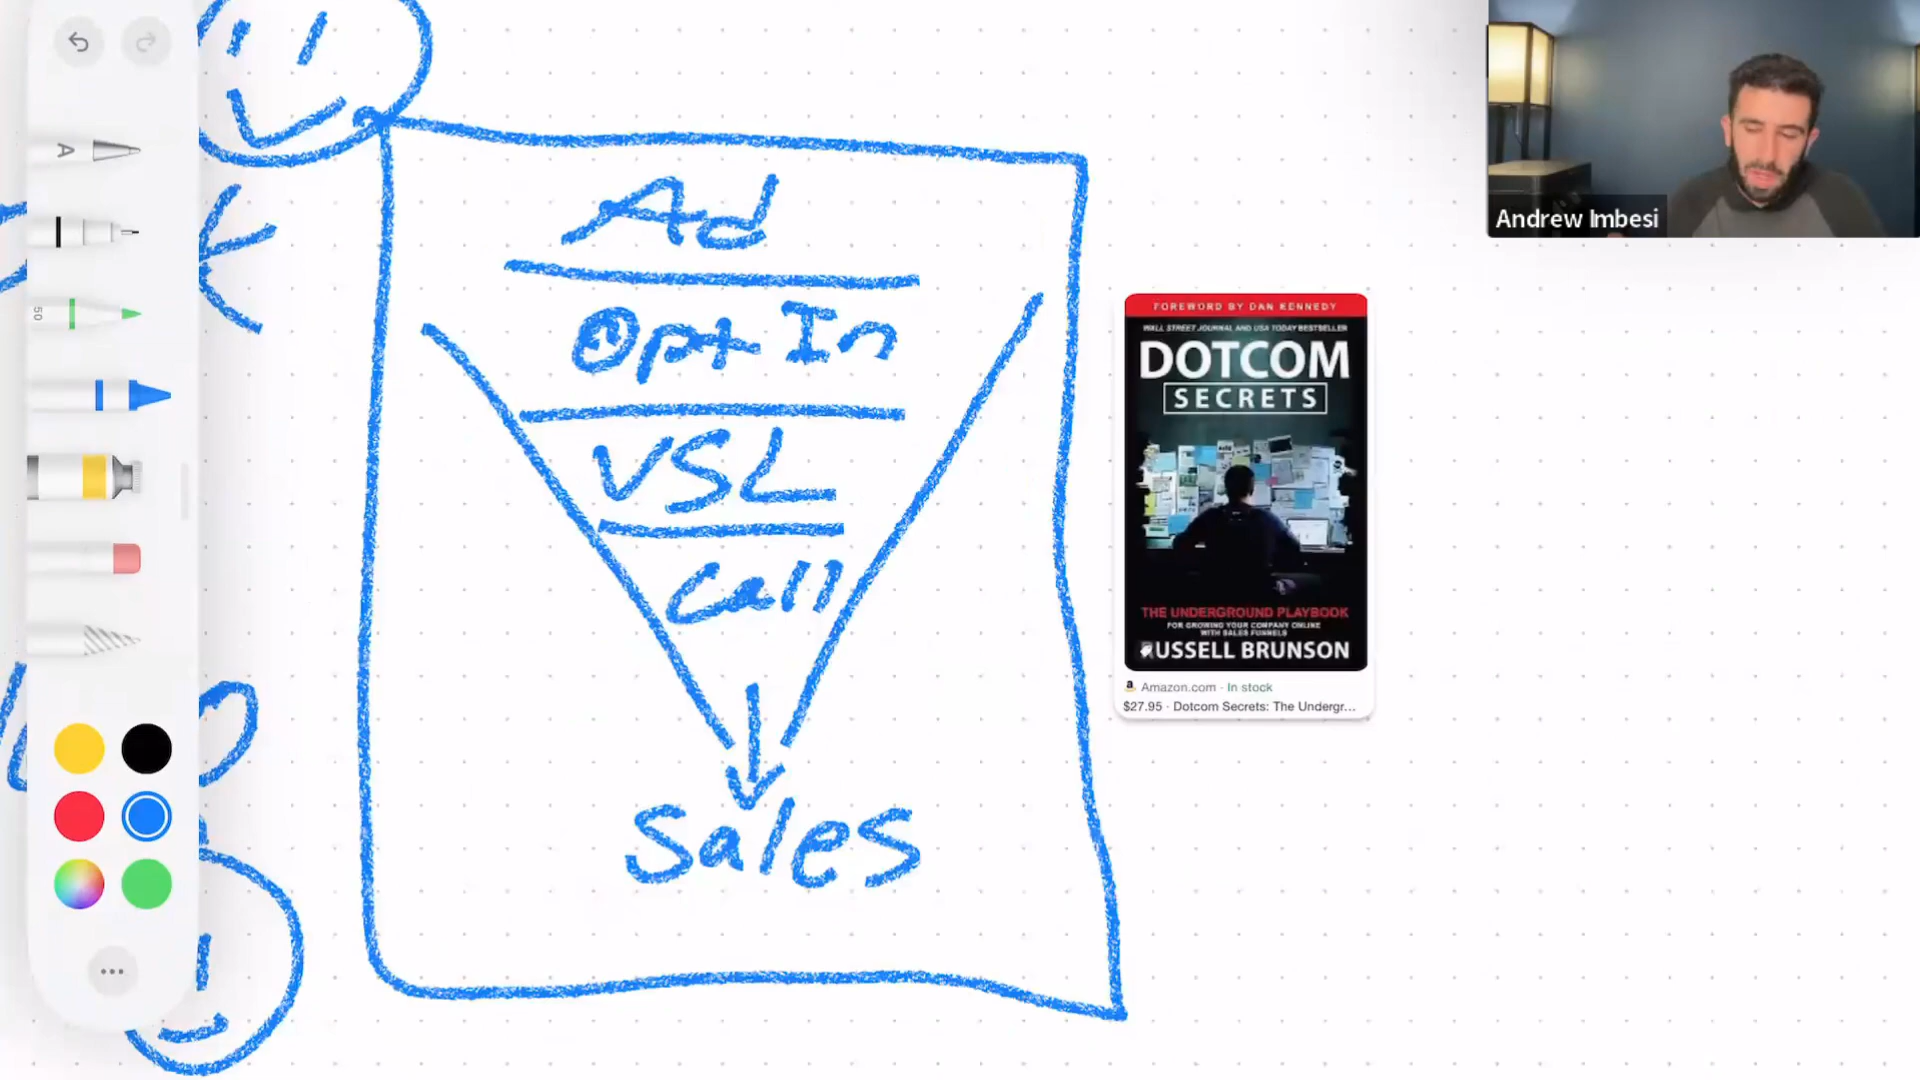 Ad
Opt In
VSL
Call
Sales
FOREWORD BY DAN KENNEDY
WALL STREET JOURNAL AND USA TODAY BESTSELLER
DOTCOM
SECRETS
THE UNDERGROUND PLAYBOOK
FOR GROWING YOUR COMPANY ONLINE
WITH SALES FUNNELS
RUSSELL BRUNSON
Amazon.com · In stock
$27.95 · Dotcom Secrets: The Undergr...
Andrew Imbesi
A
50